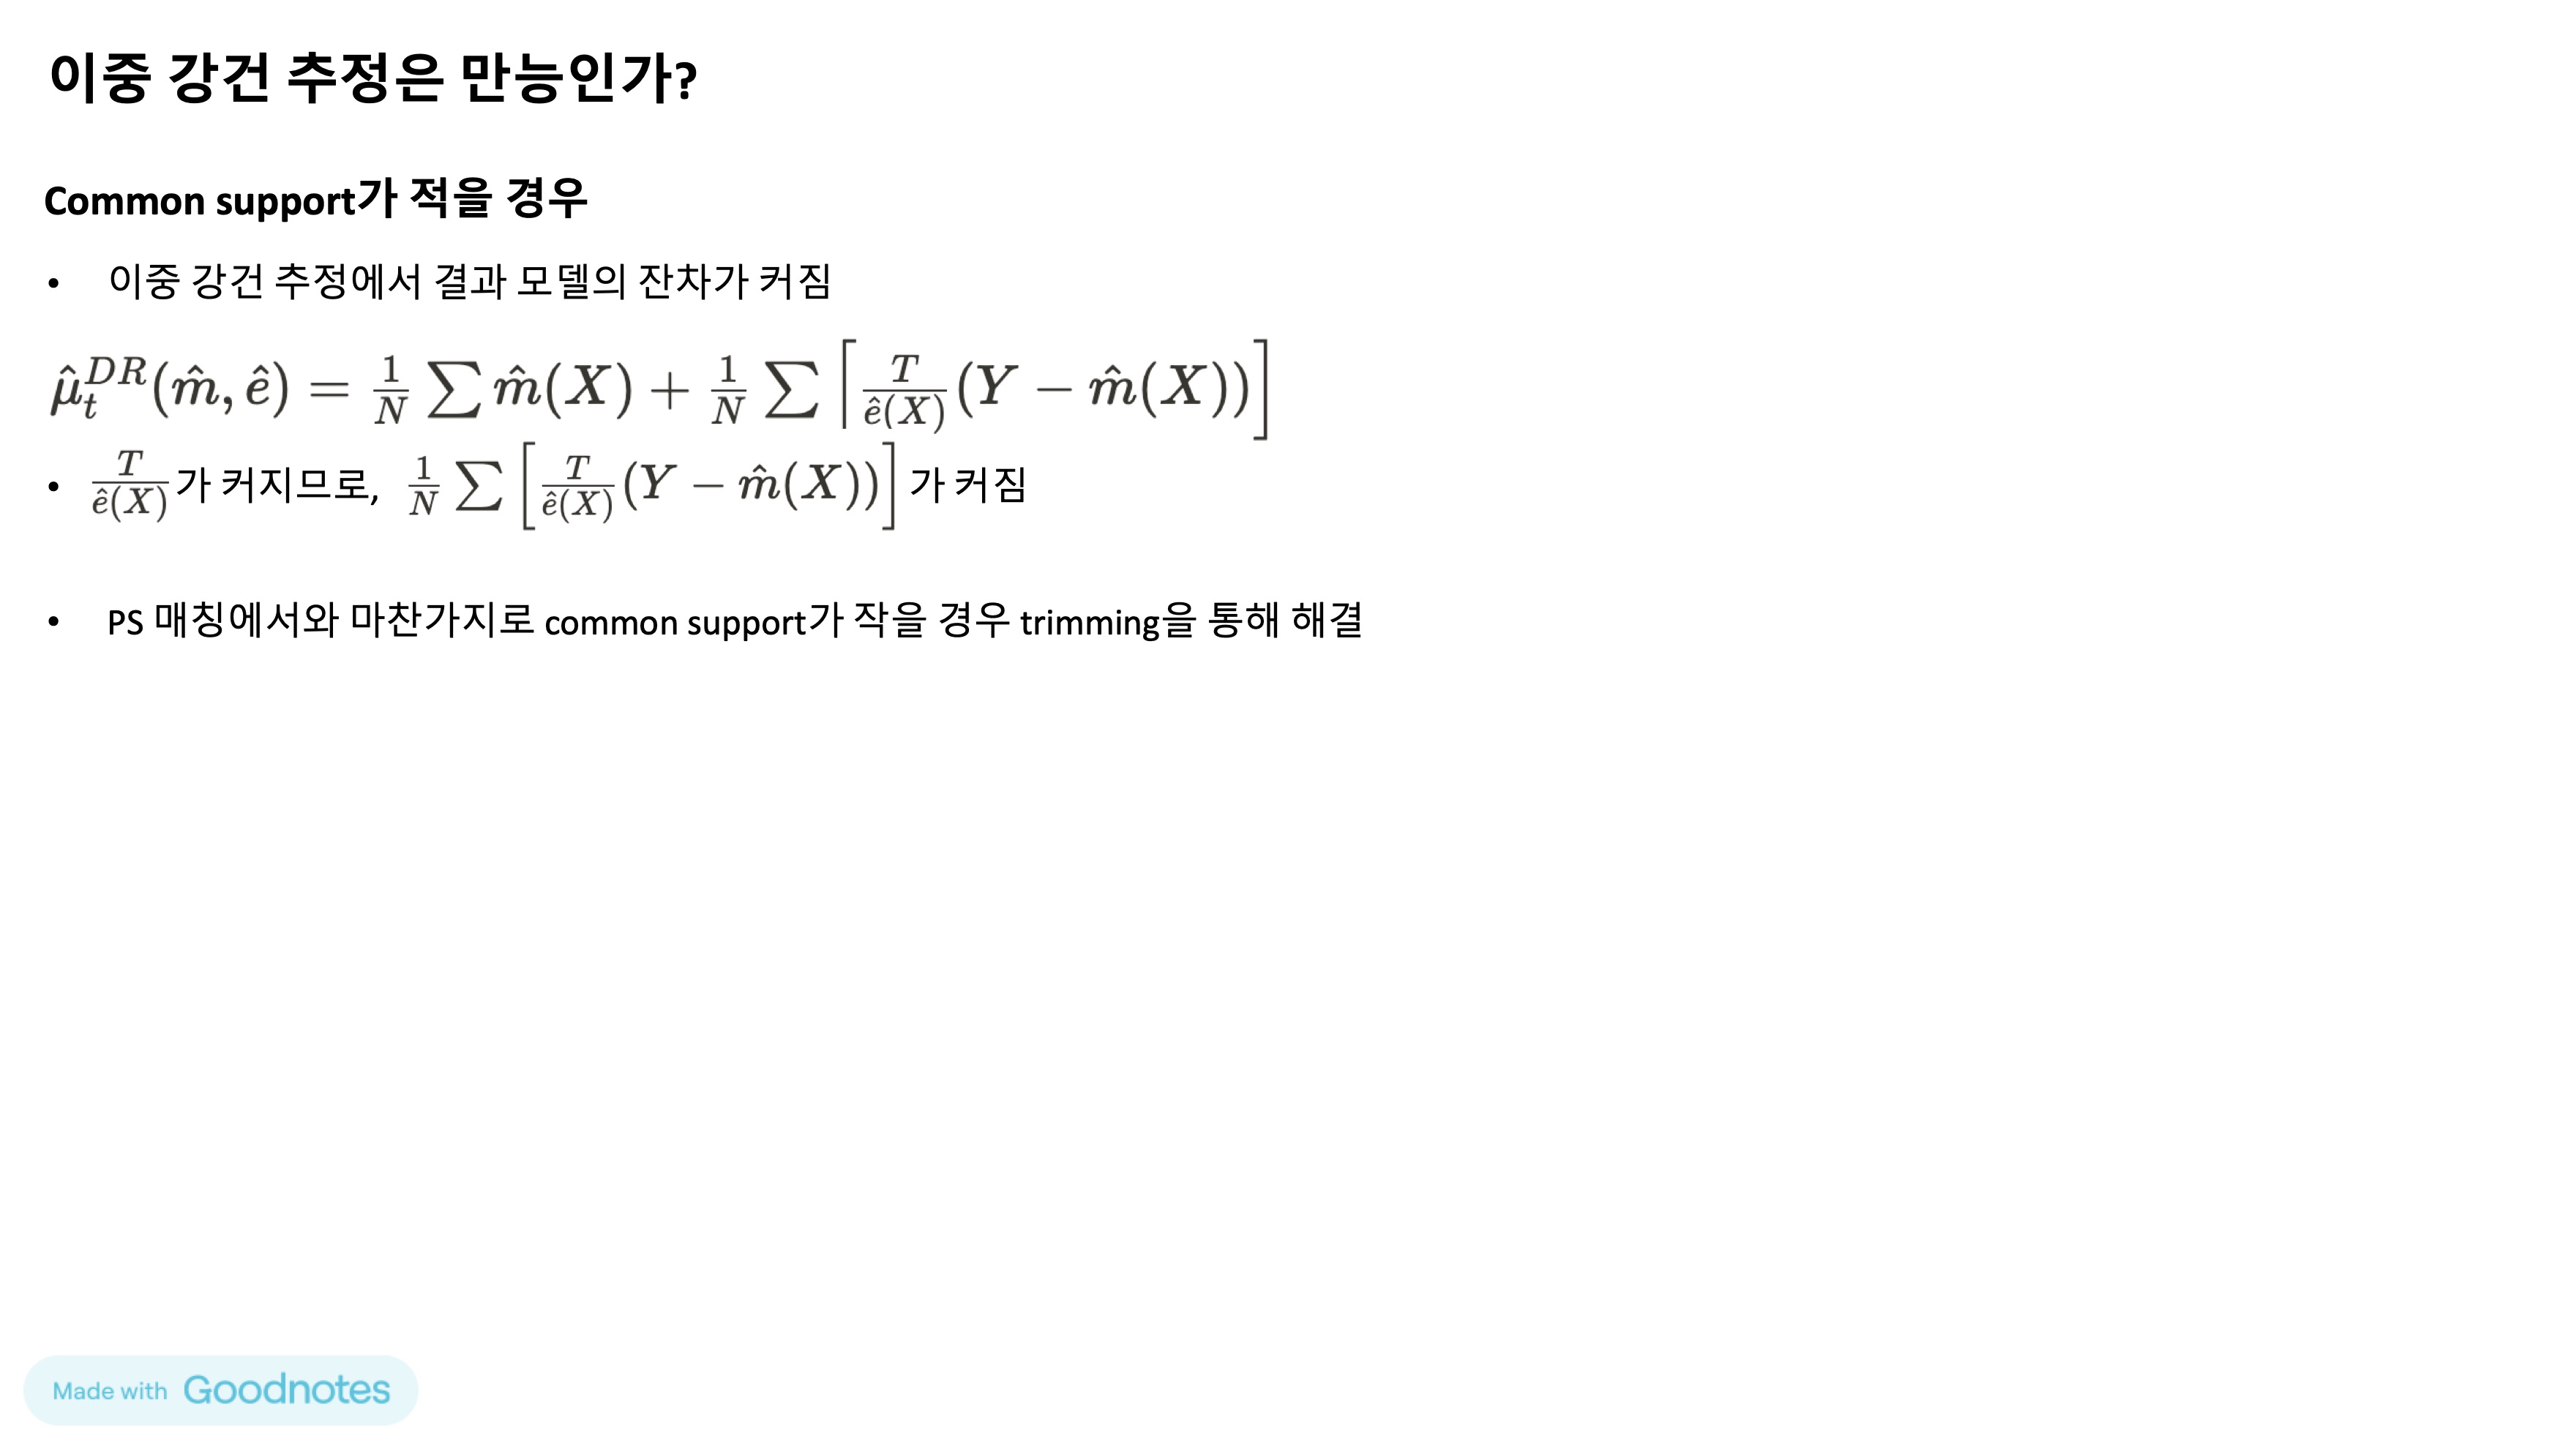 이중 강건 추정은 만능인가?
Common support가 적을 경우
• 이중 강건 추정에서 결과 모델의 잔차가 커짐
$\hat{\mu}_t^{DR}(\hat{m}, \hat{e}) = \frac{1}{N} \sum \hat{m}(X) + \frac{1}{N} \sum \left[ \frac{T}{\hat{e}(X)} (Y - \hat{m}(X)) \right]$
• $\frac{T}{\hat{e}(X)}$가 커지므로, $\frac{1}{N} \sum \left[ \frac{T}{\hat{e}(X)} (Y - \hat{m}(X)) \right]$가 커짐
• PS 매칭에서와 마찬가지로 common support가 작을 경우 trimming을 통해 해결
Made with Goodnotes